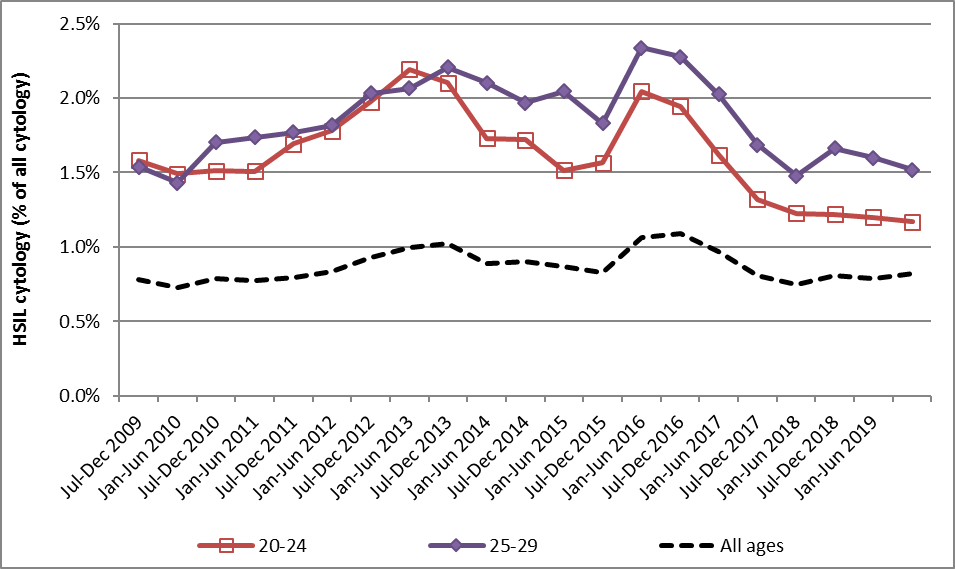 HSIL cytology (% of all cytology)
2.5%
2.0%
1.5%
1.0%
0.5%
0.0%
Jul-Dec 2009
Jan-Jun 2010
Jul-Dec 2010
Jan-Jun 2011
Jul-Dec 2011
Jan-Jun 2012
Jul-Dec 2012
Jan-Jun 2013
Jul-Dec 2013
Jan-Jun 2014
Jul-Dec 2014
Jan-Jun 2015
Jul-Dec 2015
Jan-Jun 2016
Jul-Dec 2016
Jan-Jun 2017
Jul-Dec 2017
Jan-Jun 2018
Jul-Dec 2018
Jan-Jun 2019
20-24
25-29
All ages